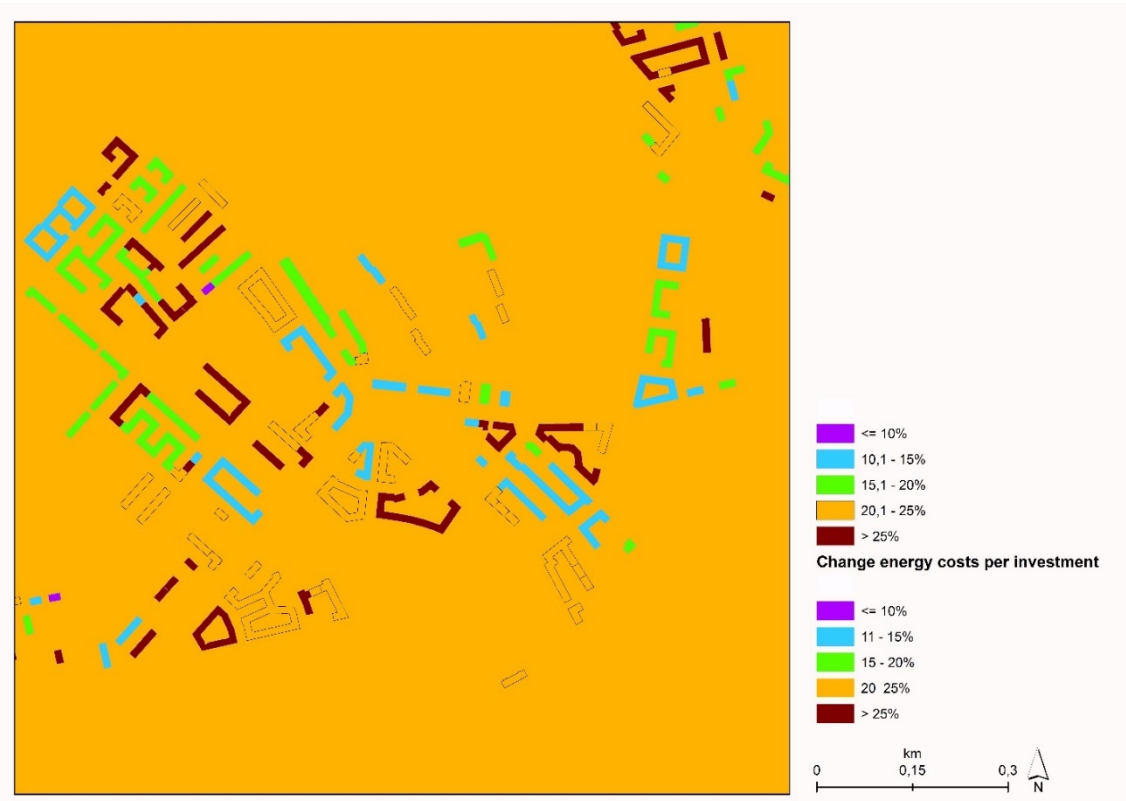 <= 10%
10,1 - 15%
15,1 - 20%
20,1 - 25%
> 25%
Change energy costs per investment
<= 10%
11 - 15%
15 - 20%
20 25%
> 25%
km
0 0,15 0,3
N